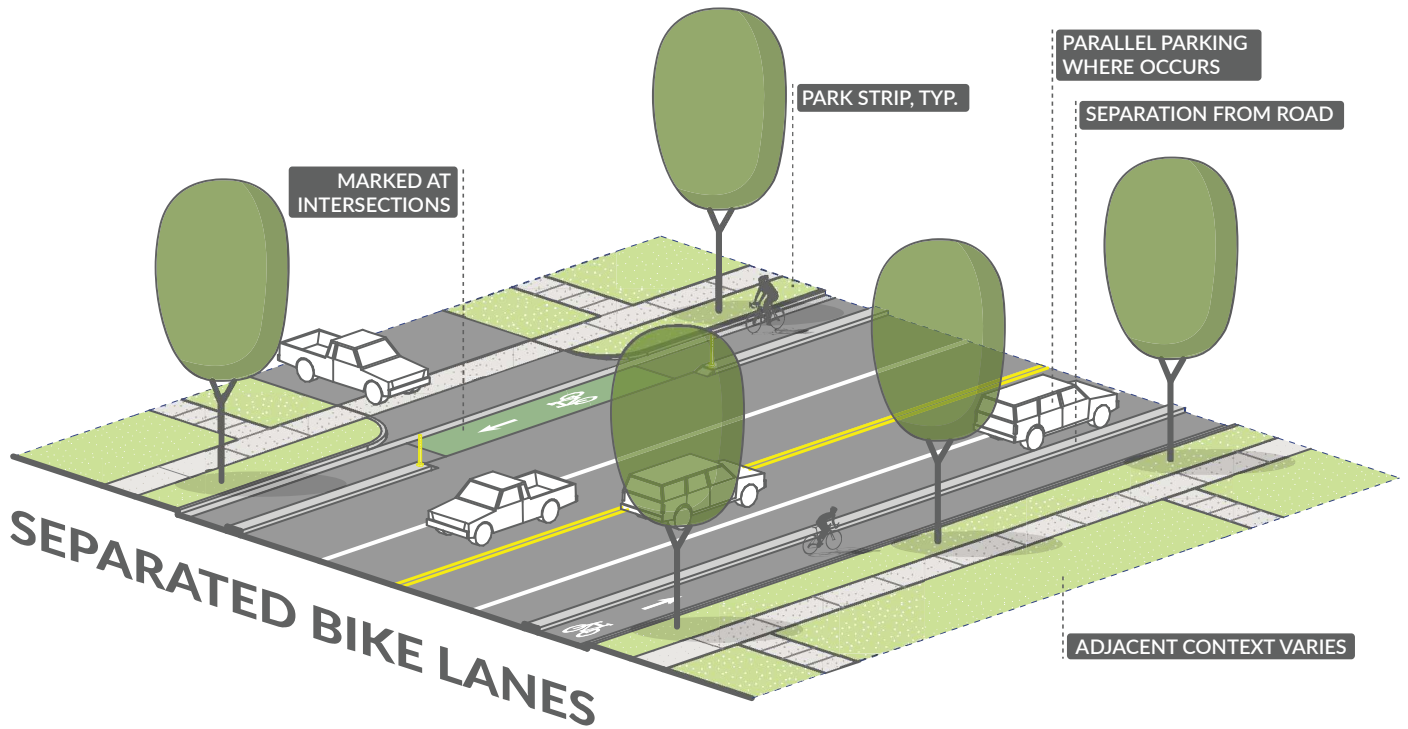 PARALLEL PARKING
WHERE OCCURS
PARK STRIP, TYP.
SEPARATION FROM ROAD
MARKED AT
INTERSECTIONS
SEPARATED BIKE LANES
ADJACENT CONTEXT VARIES